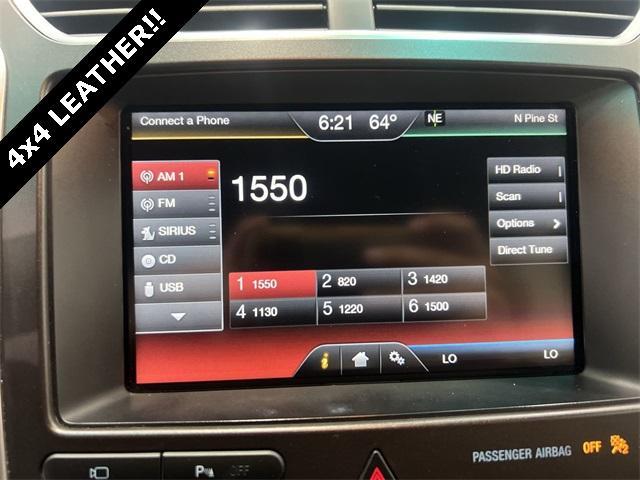 4x4 LEATHER!!
Connect a Phone 6:21 64° NE N Pine St
AM 1
FM
SIRIUS
CD
USB
1550
HD Radio
Scan
Options
Direct Tune
1 1550 2 820 3 1420
4 1130 5 1220 6 1500
i LO LO
P OFF
PASSENGER AIRBAG OFF 2